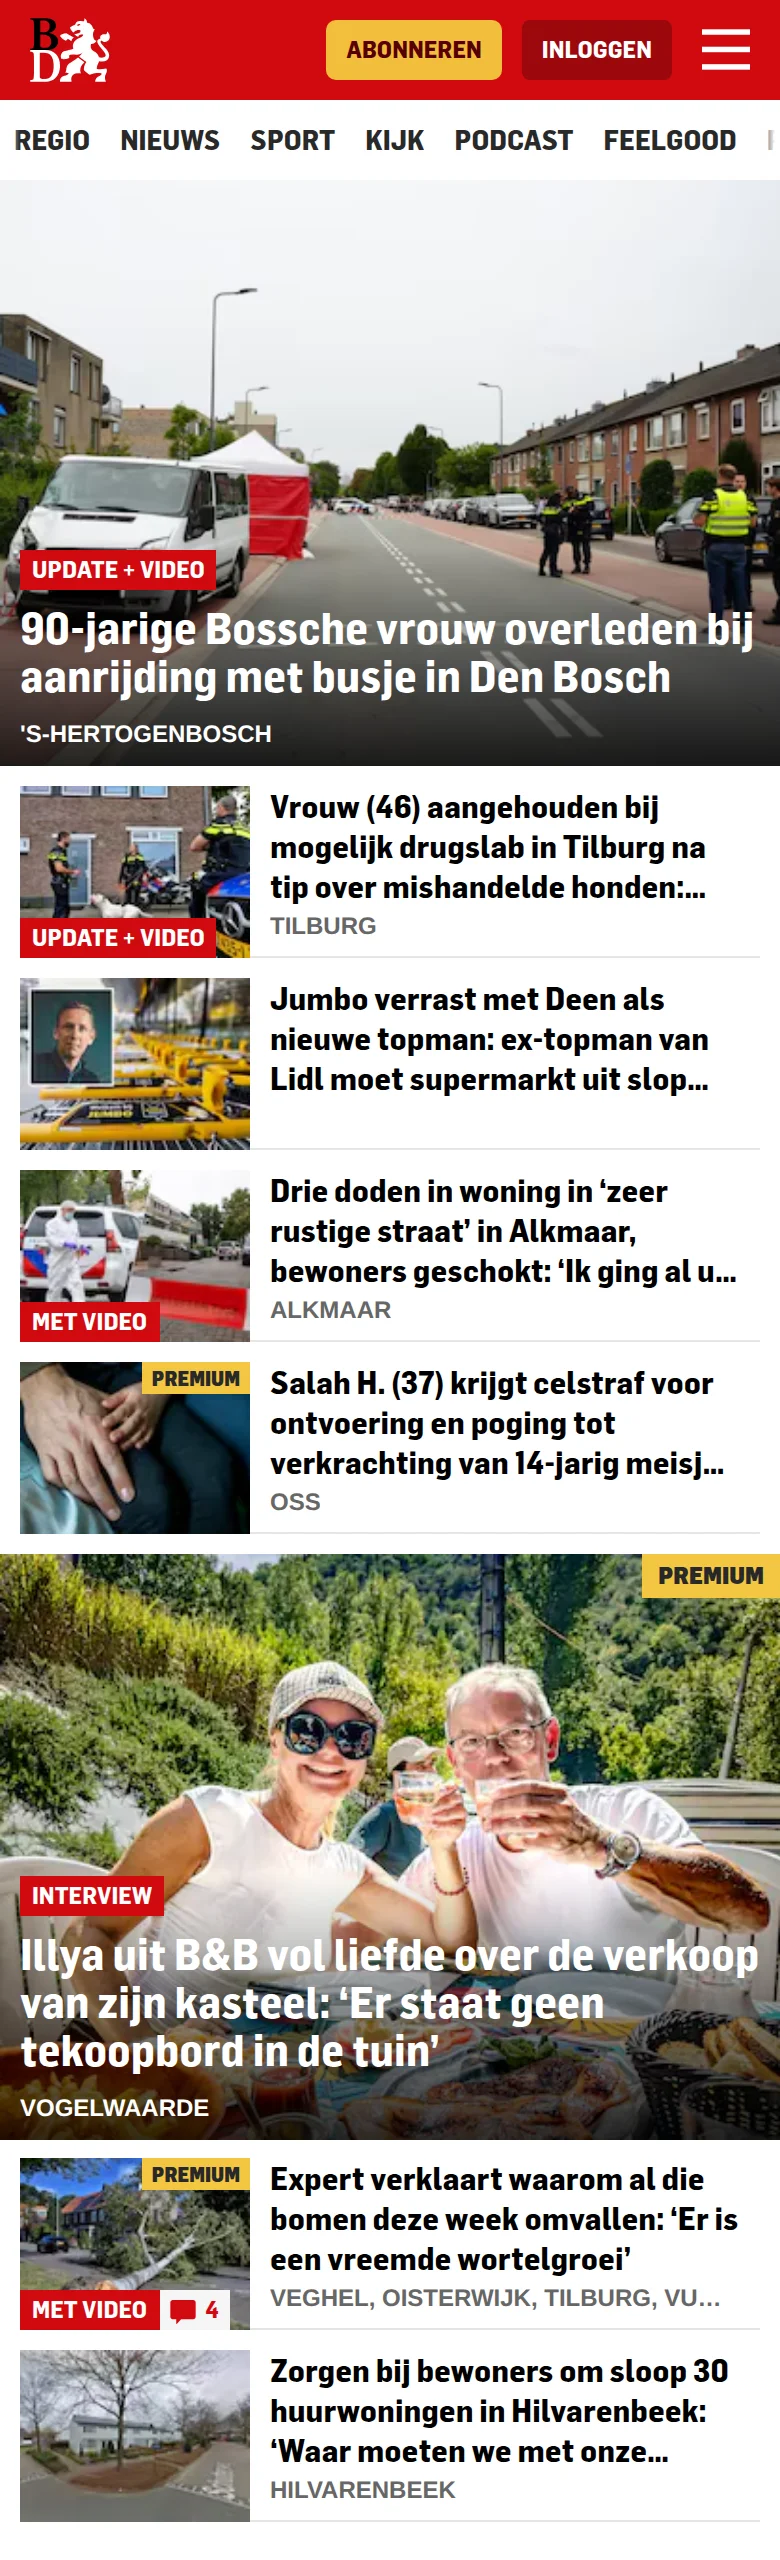 BD
ABONNEREN
INLOGGEN
REGIO NIEUWS SPORT KIJK PODCAST FEELGOOD
UPDATE + VIDEO
90-jarige Bossche vrouw overleden bij
aanrijding met busje in Den Bosch
'S-HERTOGENBOSCH
UPDATE + VIDEO
Vrouw (46) aangehouden bij
mogelijk drugslab in Tilburg na
tip over mishandelde honden:...
TILBURG
JUMBO
Jumbo verrast met Deen als
nieuwe topman: ex-topman van
Lidl moet supermarkt uit slop...
MET VIDEO
Drie doden in woning in ‘zeer
rustige straat’ in Alkmaar,
bewoners geschokt: ‘Ik ging al u...
ALKMAAR
PREMIUM
Salah H. (37) krijgt celstraf voor
ontvoering en poging tot
verkrachting van 14-jarig meisj...
OSS
PREMIUM
INTERVIEW
Illya uit B&B vol liefde over de verkoop
van zijn kasteel: ‘Er staat geen
tekoopbord in de tuin’
VOGELWAARDE
PREMIUM
MET VIDEO
4
Expert verklaart waarom al die
bomen deze week omvallen: ‘Er is
een vreemde wortelgroei’
VEGHEL, OISTERWIJK, TILBURG, VU...
Zorgen bij bewoners om sloop 30
huurwoningen in Hilvarenbeek:
‘Waar moeten we met onze...
HILVARENBEEK